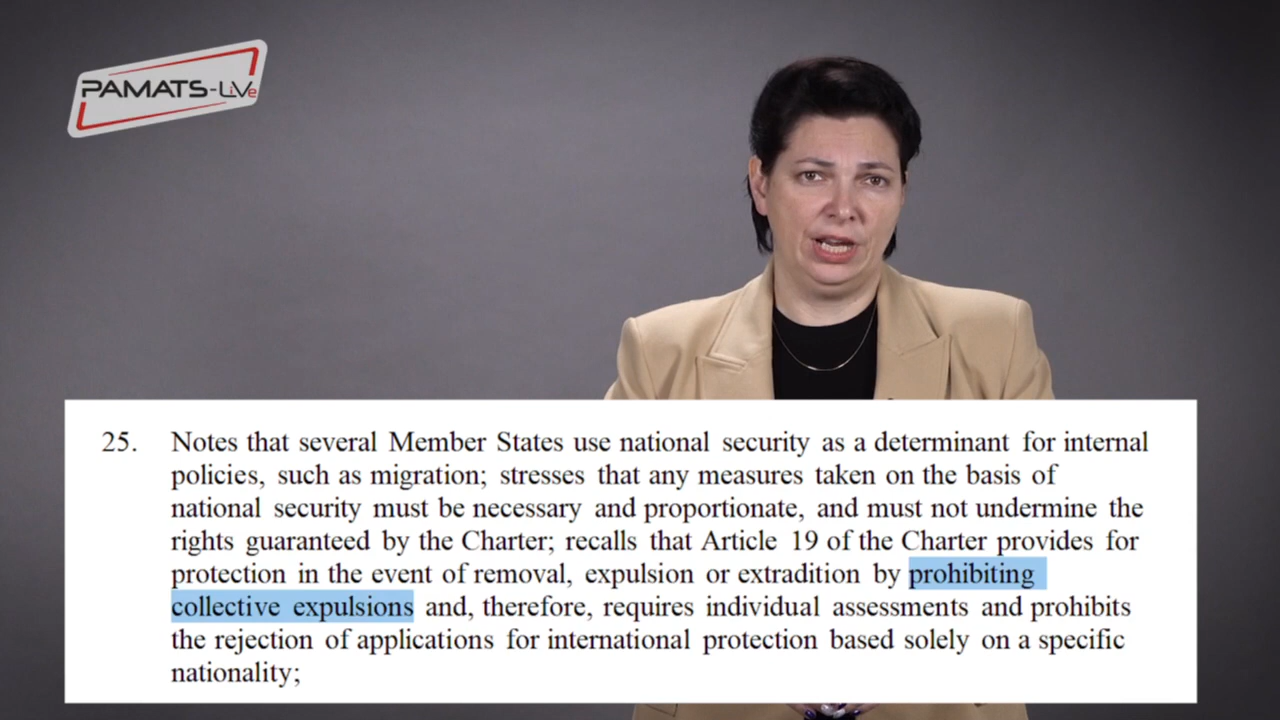 PAMATS-LiVe
25. Notes that several Member States use national security as a determinant for internal
policies, such as migration; stresses that any measures taken on the basis of
national security must be necessary and proportionate, and must not undermine the
rights guaranteed by the Charter; recalls that Article 19 of the Charter provides for
protection in the event of removal, expulsion or extradition by prohibiting
collective expulsions and, therefore, requires individual assessments and prohibits
the rejection of applications for international protection based solely on a specific
nationality;